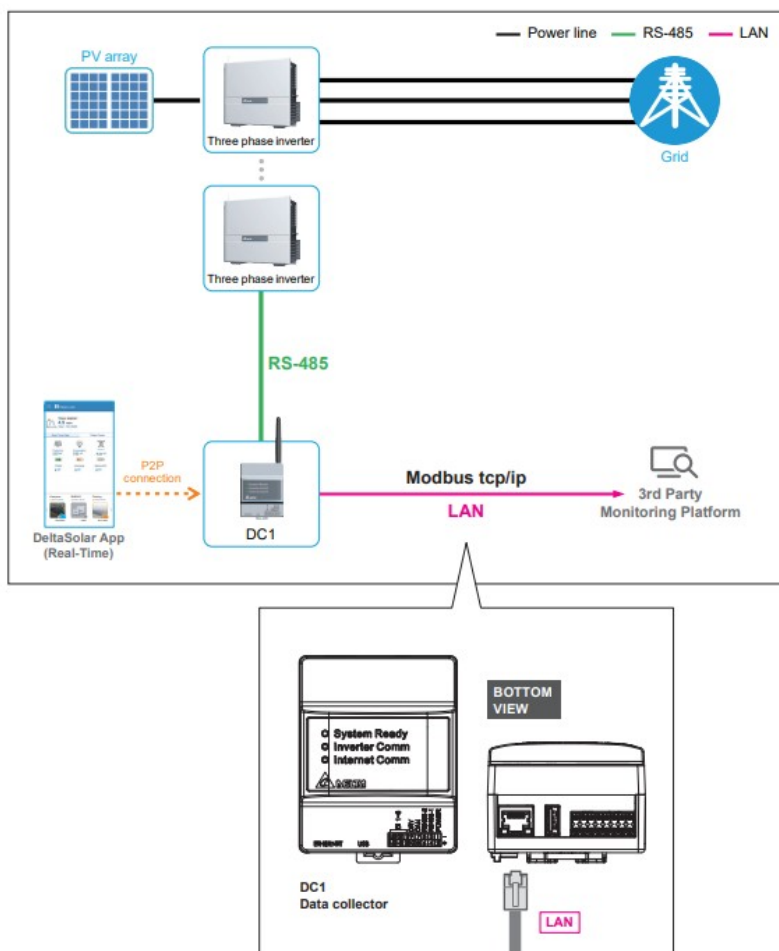 Power line
RS-485
LAN
PV array
Three phase inverter
Grid
Three phase inverter
RS-485
P2P
connection
Modbus tcp/ip
LAN
3rd Party
Monitoring Platform
DC1
DeltaSolar App
(Real-Time)
BOTTOM
VIEW
System Ready
Inverter Comm
Internet Comm
ETHERNET
USB
DC1
Data collector
LAN